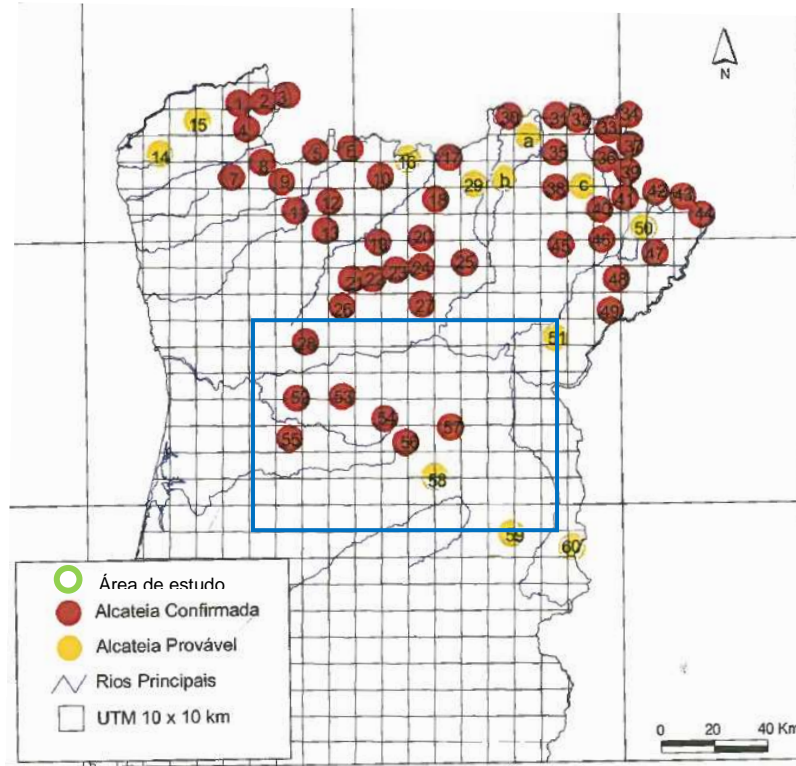 N
1 2 3
15
4
14
30 31 32 34
33
a
5 6 16 17 35 36 37
8
7 9 10 29 b 38 c 39
42 43
11 12 18 40 41 44
13 50
19 20 45 46 47
21 22 23 24 25
48
26 27 49
28 51
52 53
54
55 56 57
58
59 60
Área de estudo
Alcateia Confirmada
Alcateia Provável
Rios Principais
UTM 10 x 10 km
0 20 40 Km